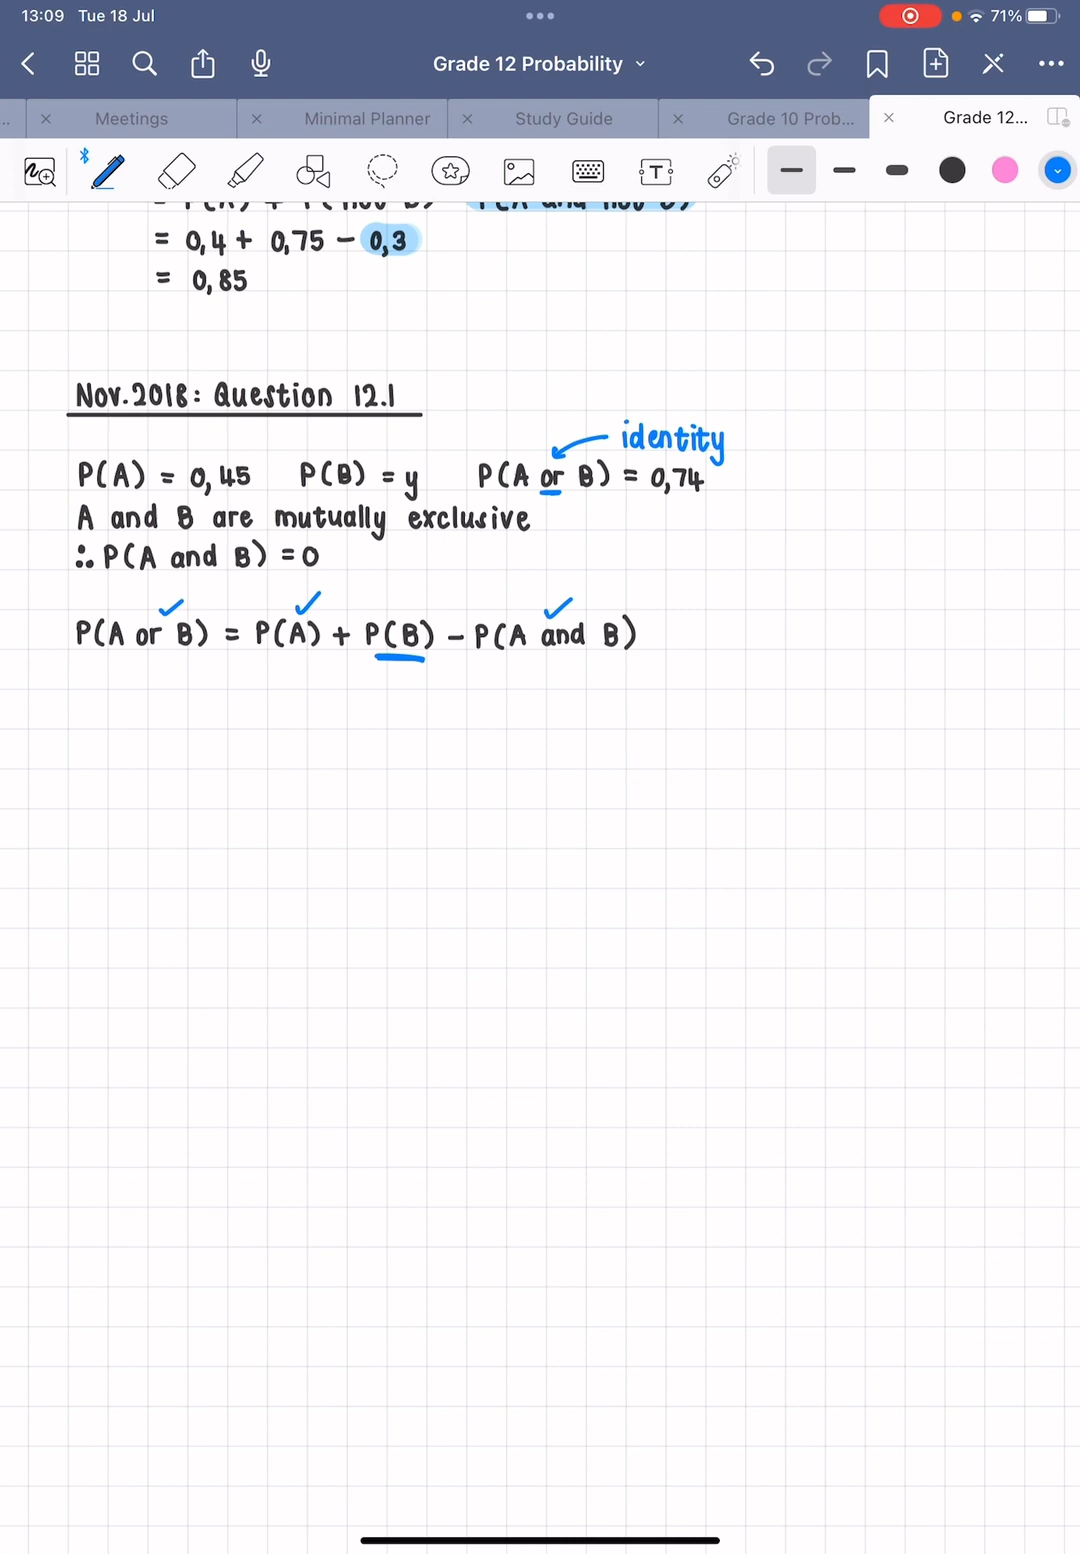 13:09 Tue 18 Jul
71%
Grade 12 Probability
Meetings
Minimal Planner
Study Guide
Grade 10 Prob...
Grade 12...
T
= 0,4 + 0,75 - 0,3
= 0,85
Nov.2018: Question 12.1
identity
P(A) = 0,45 P(B) = y P(A or B) = 0,74
A and B are mutually exclusive
∴ P(A and B) = 0
P(A or B) = P(A) + P(B) - P(A and B)